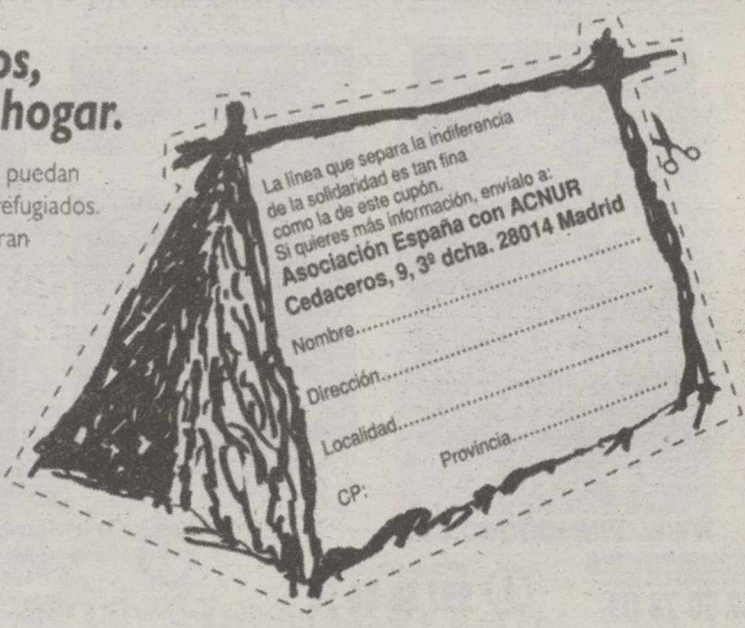 os,
hogar.
puedan
refugiados.
ran
La línea que separa la indiferencia
de la solidaridad es tan fina
como la de este cupón.
Si quieres más información, envíalo a:
Asociación España con ACNUR
Cedaceros, 9, 3º dcha. 28014 Madrid
Nombre
Dirección
Localidad
CP: Provincia